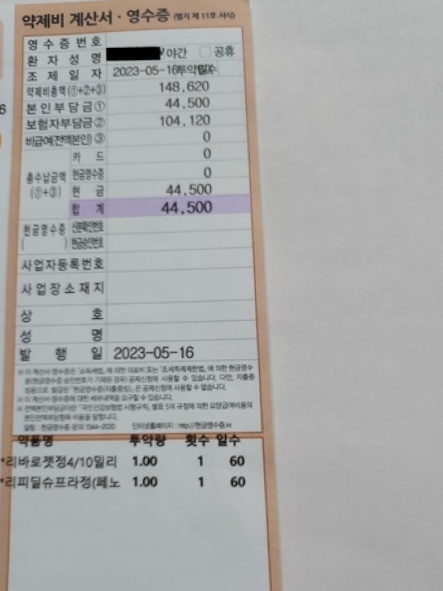 약제비 계산서·영수증 (별지 제11호 서식)
영수증번호
환자성명 야간 공휴
조제일자 2023-05-16투약일수
약제비총액(①+②+③) 148,620
본인부담금① 44,500
보험자부담금② 104,120
비급여(전액본인)③ 0
카드 0
총수납금액 현금영수증 0
(①+③) 현금 44,500
합계 44,500
현금영수증 신분확인번호
( ) 현금승인번호
사업자등록번호
사업장소재지
상호
성명
발행일 2023-05-16
약품명 투약량 횟수 일수
*리바로젯정4/10밀리 1.00 1 60
*리피딜슈프라정(페노 1.00 1 60